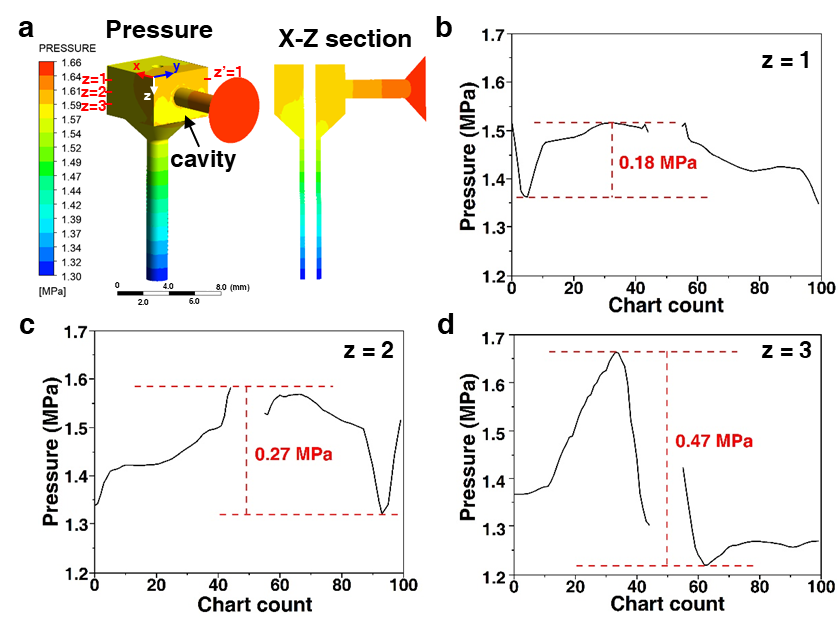 a
Pressure
X-Z section
PRESSURE
1.66
1.64
1.61
1.59
1.57
1.54
1.52
1.49
1.47
1.44
1.42
1.39
1.37
1.34
1.32
1.30
[MPa]
x
y
z
z=1
z=2
z=3
z'=1
cavity
0
4.0
8.0
(mm)
2.0
6.0
b
z = 1
Pressure (MPa)
1.7
1.6
1.5
1.4
1.3
1.2
0.18 MPa
0 20 40 60 80 100
Chart count
c
z = 2
Pressure (MPa)
1.7
1.6
1.5
1.4
1.3
1.2
0.27 MPa
0 20 40 60 80 100
Chart count
d
z = 3
Pressure (MPa)
1.7
1.6
1.5
1.4
1.3
1.2
0.47 MPa
0 20 40 60 80 100
Chart count